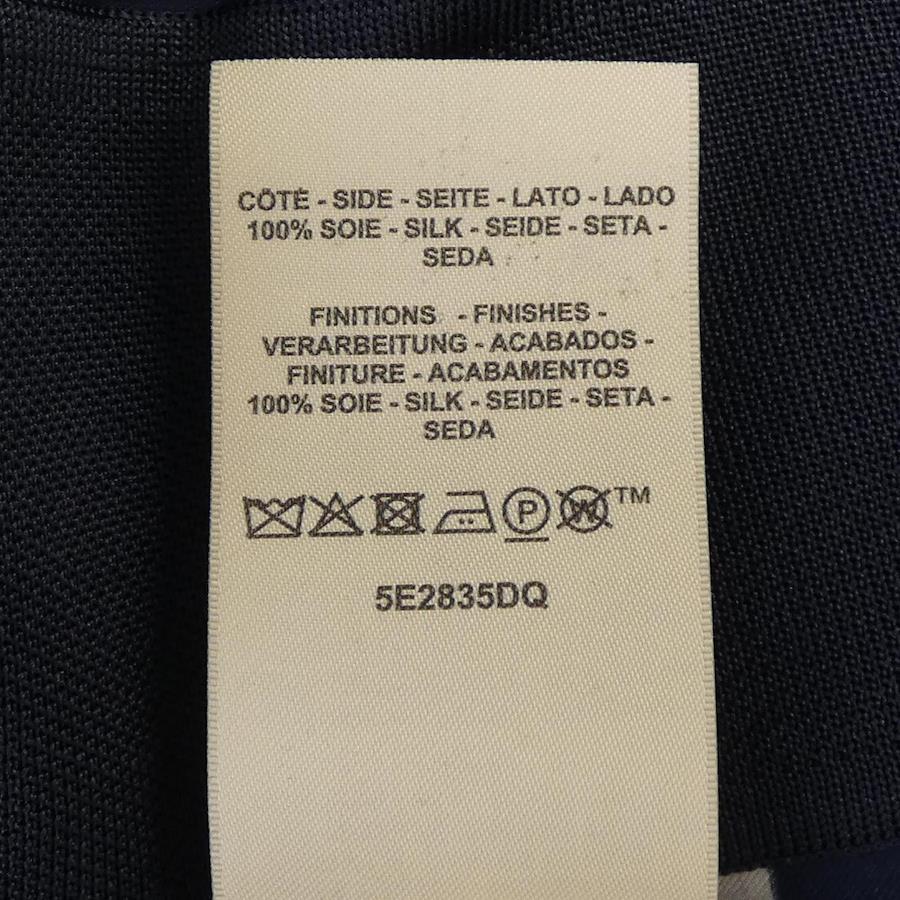 CÔTÉ - SIDE - SEITE - LATO - LADO
100% SOIE - SILK - SEIDE - SETA -
SEDA
FINITIONS - FINISHES -
VERARBEITUNG - ACABADOS -
FINITURE - ACABAMENTOS
100% SOIE - SILK - SEIDE - SETA -
SEDA
P W TM
5E2835DQ